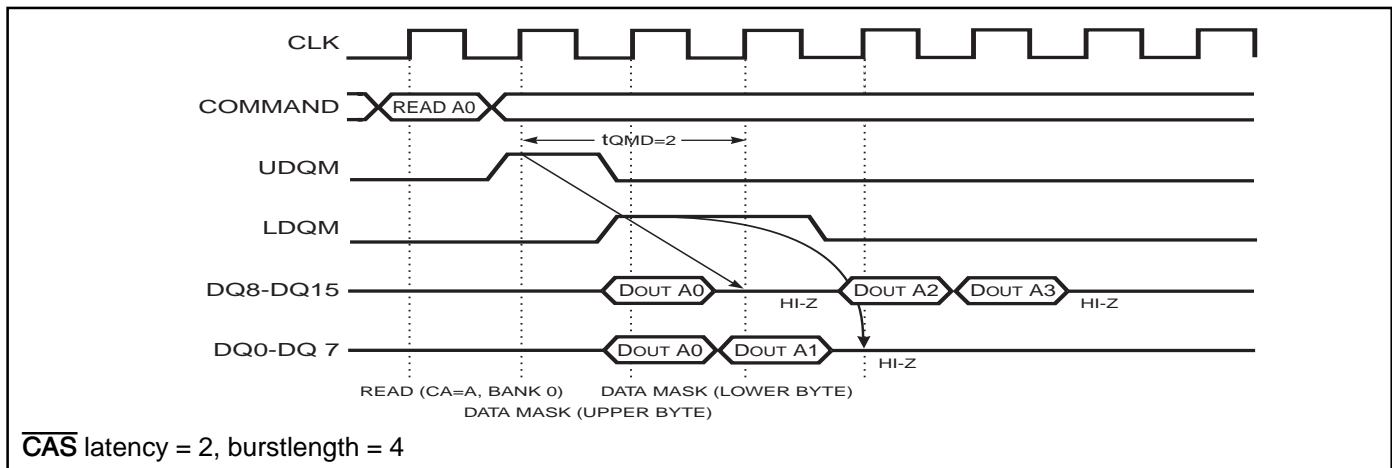 CLK
COMMAND
READ A0
tQMD=2
UDQM
LDQM
DQ8-DQ15
DOUT A0
HI-Z
DOUT A2
DOUT A3
HI-Z
DQ0-DQ 7
DOUT A0
DOUT A1
HI-Z
READ (CA=A, BANK 0)
DATA MASK (LOWER BYTE)
DATA MASK (UPPER BYTE)
CAS latency = 2, burstlength = 4